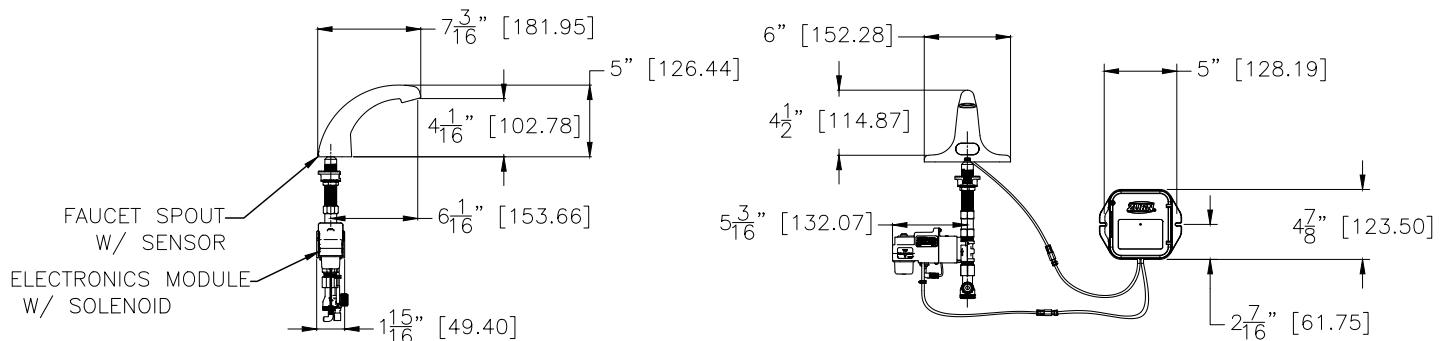 7 3/16” [181.95]
5” [126.44]
4 1/16” [102.78]
FAUCET SPOUT
W/ SENSOR
6 1/16” [153.66]
ELECTRONICS MODULE
W/ SOLENOID
1 15/16” [49.40]
6” [152.28]
5” [128.19]
4 1/2” [114.87]
5 3/16” [132.07]
ZURN
4 7/8” [123.50]
2 7/16” [61.75]